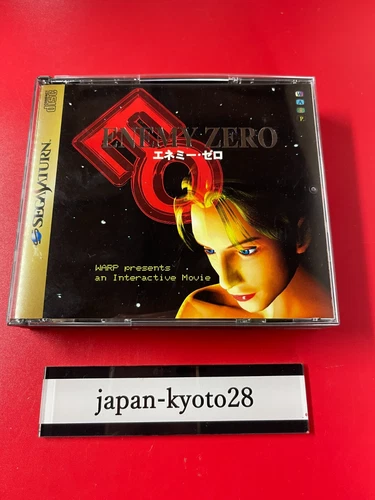 SEGA SATURN
ENEMY ZERO
エネミー・ゼロ
WARP presents
an Interactive Movie
japan-kyoto28